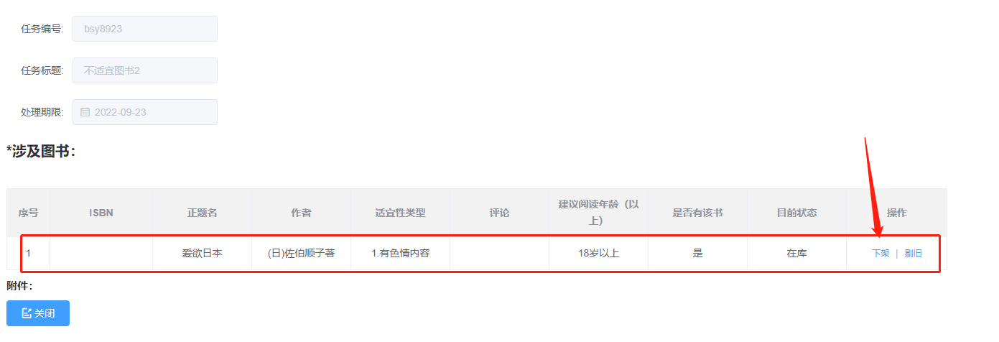 任务编号: bsy8923
任务标题: 不适宜图书2
处理期限: 2022-09-23
*涉及图书：
序号 ISBN 正题名 作者 适宜性类型 评论 建议阅读年龄（以上） 是否有该书 目前状态 操作
1 爱欲日本 (日)佐伯顺子著 1.有色情内容 18岁以上 是 在库 下架 | 剔旧
附件：
关闭